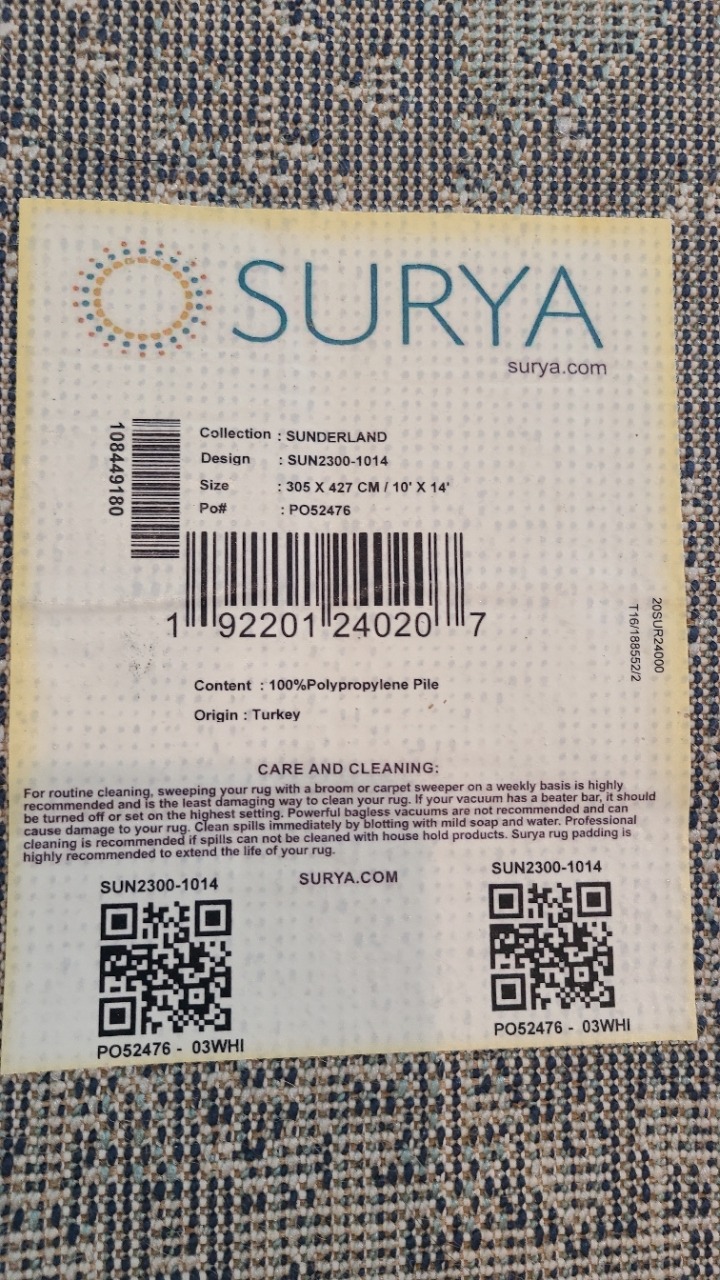 SURYA
surya.com
108449180
Collection : SUNDERLAND
Design : SUN2300-1014
Size : 305 X 427 CM / 10' X 14'
Po# : PO52476
1 92201 24020 7
20SUR24000
T16/188552/2
Content : 100%Polypropylene Pile
Origin : Turkey
CARE AND CLEANING:
For routine cleaning, sweeping your rug with a broom or carpet sweeper on a weekly basis is highly
recommended and is the least damaging way to clean your rug. If your vacuum has a beater bar, it should
be turned off or set on the highest setting. Powerful bagless vacuums are not recommended and can
cause damage to your rug. Clean spills immediately by blotting with mild soap and water. Professional
cleaning is recommended if spills can not be cleaned with house hold products. Surya rug padding is
highly recommended to extend the life of your rug.
SUN2300-1014 SURYA.COM SUN2300-1014
PO52476 - 03WHI PO52476 - 03WHI